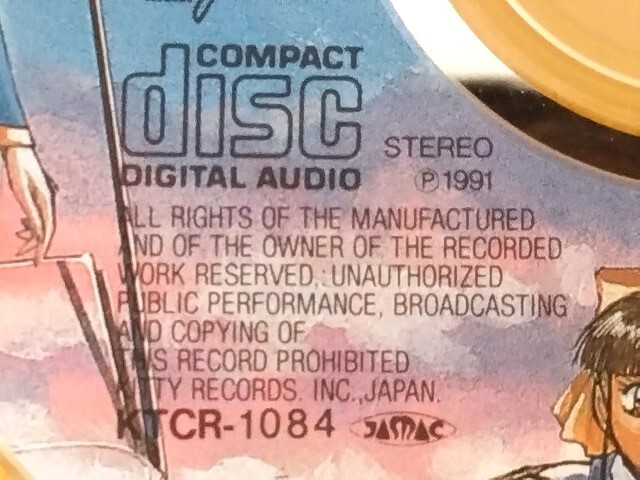 COMPACT
disc
DIGITAL AUDIO
STEREO
Ⓟ1991
ALL RIGHTS OF THE MANUFACTURED
AND OF THE OWNER OF THE RECORDED
WORK RESERVED. UNAUTHORIZED
PUBLIC PERFORMANCE, BROADCASTING
AND COPYING OF
THIS RECORD PROHIBITED
KITTY RECORDS. INC.,JAPAN.
KTCR-1084 JASRAC